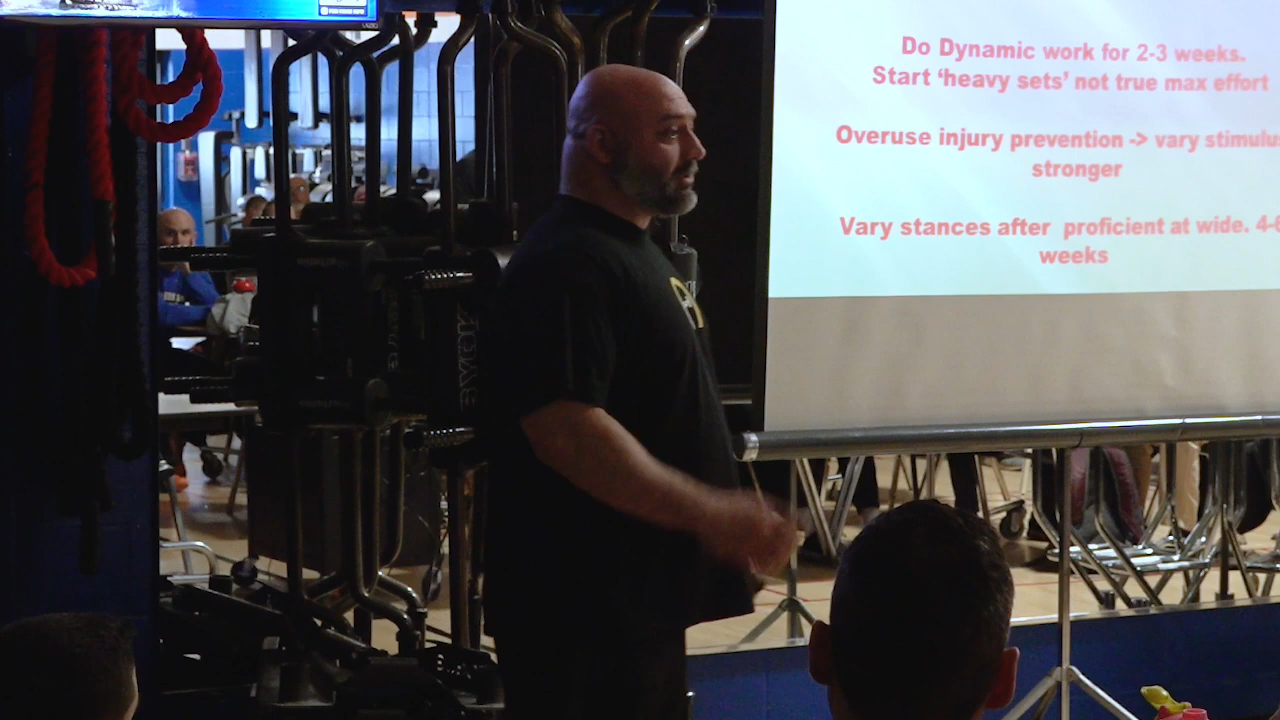 Do Dynamic work for 2-3 weeks.
Start ‘heavy sets’ not true max effort
Overuse injury prevention -> vary stimulu
stronger
Vary stances after proficient at wide. 4-
weeks